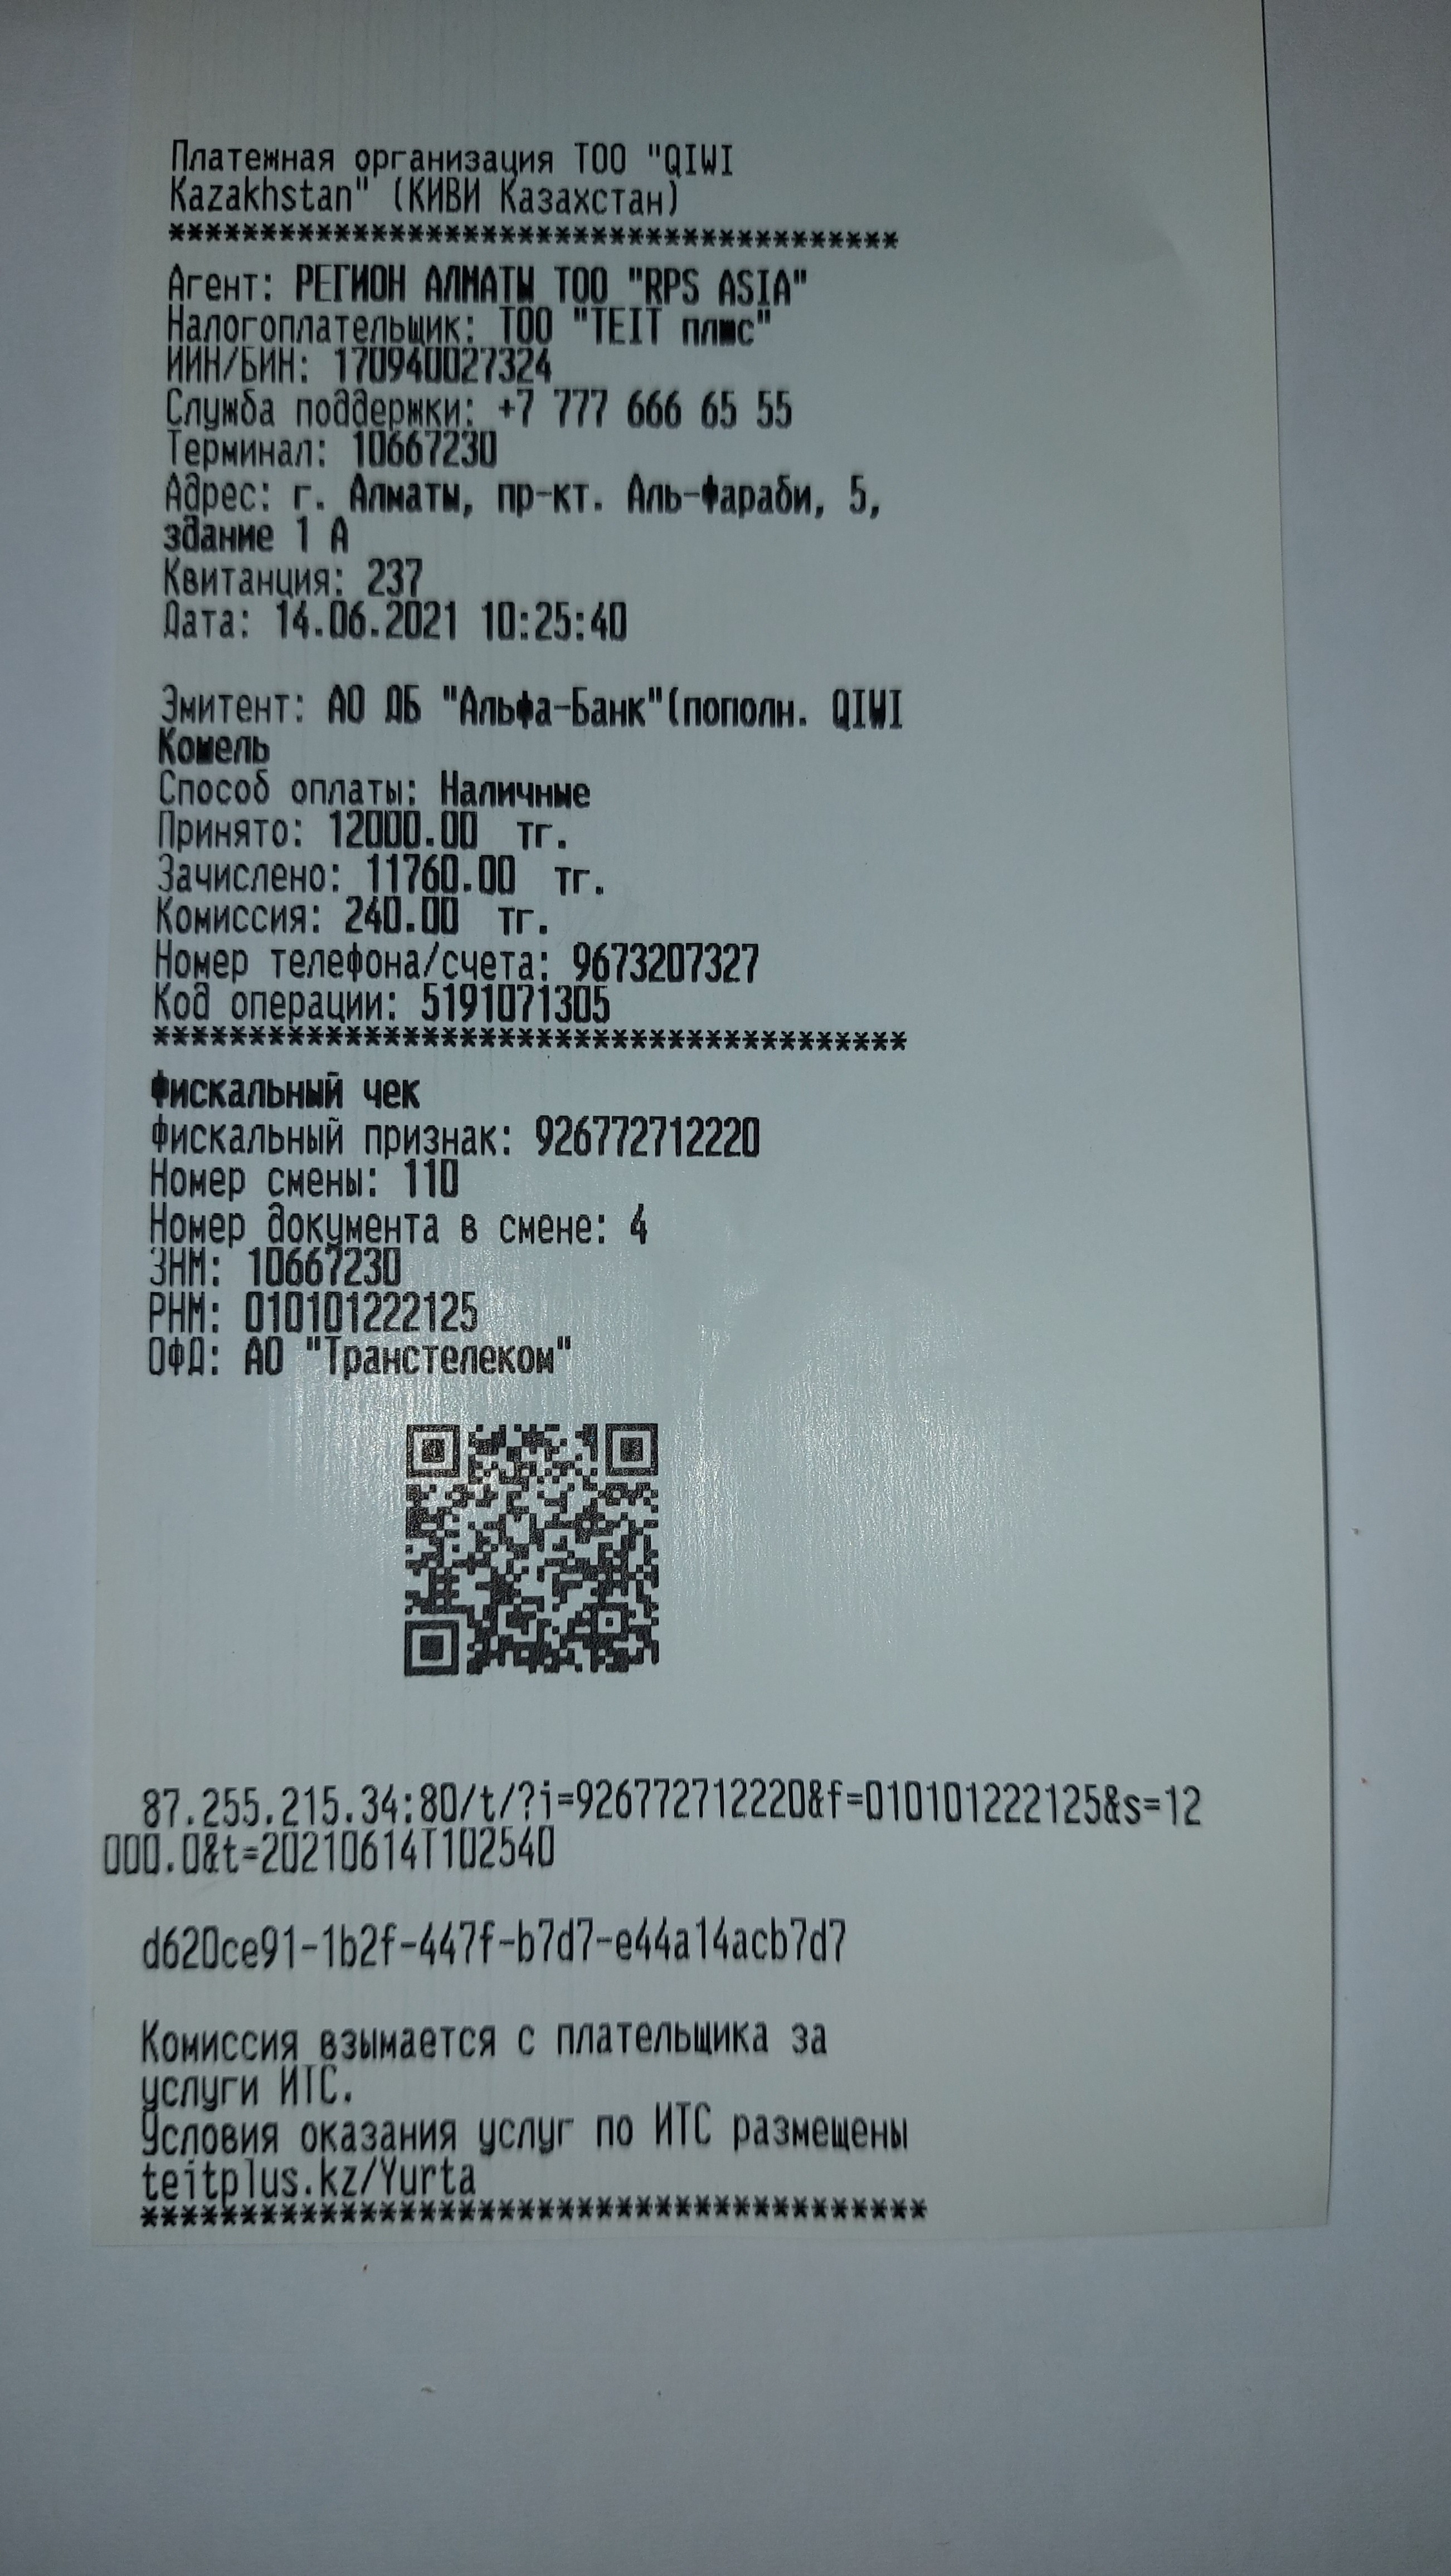 Платежная организация ТОО "QIWI
Kazakhstan" (КИВИ Казахстан)
****************************************
Агент: РЕГИОН АЛМАТЫ ТОО "RPS ASIA"
Налогоплательщик: ТОО "TEIT плюс"
ИИН/БИН: 170940027324
Служба поддержки: +7 777 666 65 55
Терминал: 10667230
Адрес: г. Алматы, пр-кт. Аль-Фараби, 5,
здание 1 А
Квитанция: 237
Дата: 14.06.2021 10:25:40
Эмитент: АО ДБ "Альфа-Банк"(пополн. QIWI
Кошель
Способ оплаты: Наличные
Принято: 12000.00 тг.
Зачислено: 11760.00 тг.
Комиссия: 240.00 тг.
Номер телефона/счета: 9673207327
Код операции: 5191071305
****************************************
Фискальный чек
Фискальный признак: 926772712220
Номер смены: 110
Номер документа в смене: 4
ЗНМ: 10667230
РНМ: 010101222125
ОФД: АО "Транстелеком"
87.255.215.34:80/t/?i=926772712220&f=010101222125&s=12
000.0&t=20210614T102540
d620ce91-1b2f-447f-b7d7-e44a14acb7d7
Комиссия взымается с плательщика за
услуги ИТС.
Условия оказания услуг по ИТС размещены
teitplus.kz/Yurta
****************************************